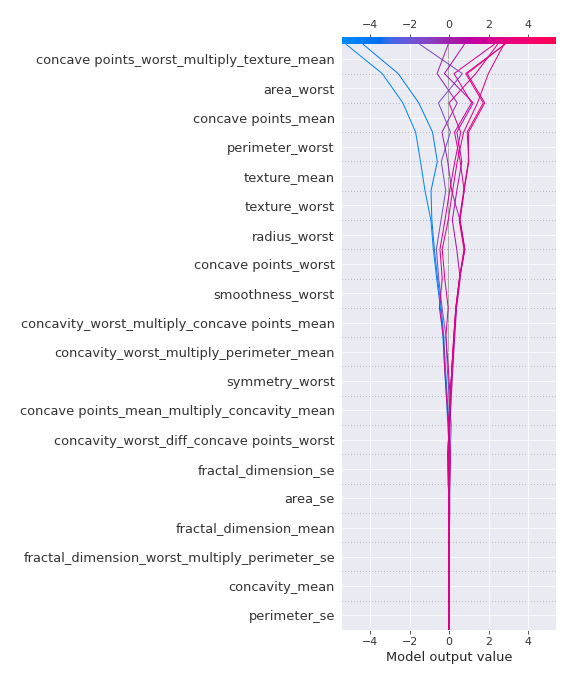 −4 −2 0 2 4
concave points_worst_multiply_texture_mean
area_worst
concave points_mean
perimeter_worst
texture_mean
texture_worst
radius_worst
concave points_worst
smoothness_worst
concavity_worst_multiply_concave points_mean
concavity_worst_multiply_perimeter_mean
symmetry_worst
concave points_mean_multiply_concavity_mean
concavity_worst_diff_concave points_worst
fractal_dimension_se
area_se
fractal_dimension_mean
fractal_dimension_worst_multiply_perimeter_se
concavity_mean
perimeter_se
−4 −2 0 2 4
Model output value